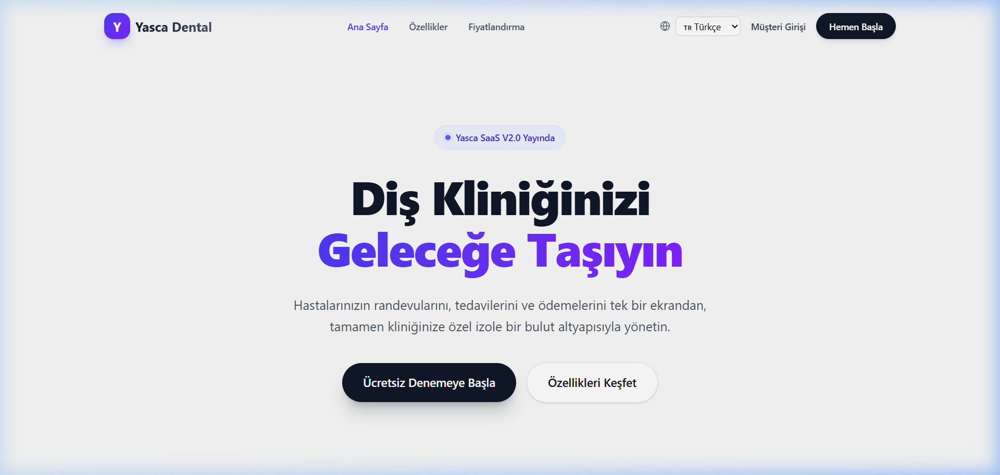 Y Yasca Dental
Ana Sayfa
Özellikler
Fiyatlandırma
TR Türkçe
Müşteri Girişi
Hemen Başla
Yasca SaaS V2.0 Yayında
Diş Kliniğinizi
Geleceğe Taşıyın
Hastalarınızın randevularını, tedavilerini ve ödemelerini tek bir ekrandan,
tamamen kliniğinize özel izole bir bulut altyapısıyla yönetin.
Ücretsiz Denemeye Başla
Özellikleri Keşfet